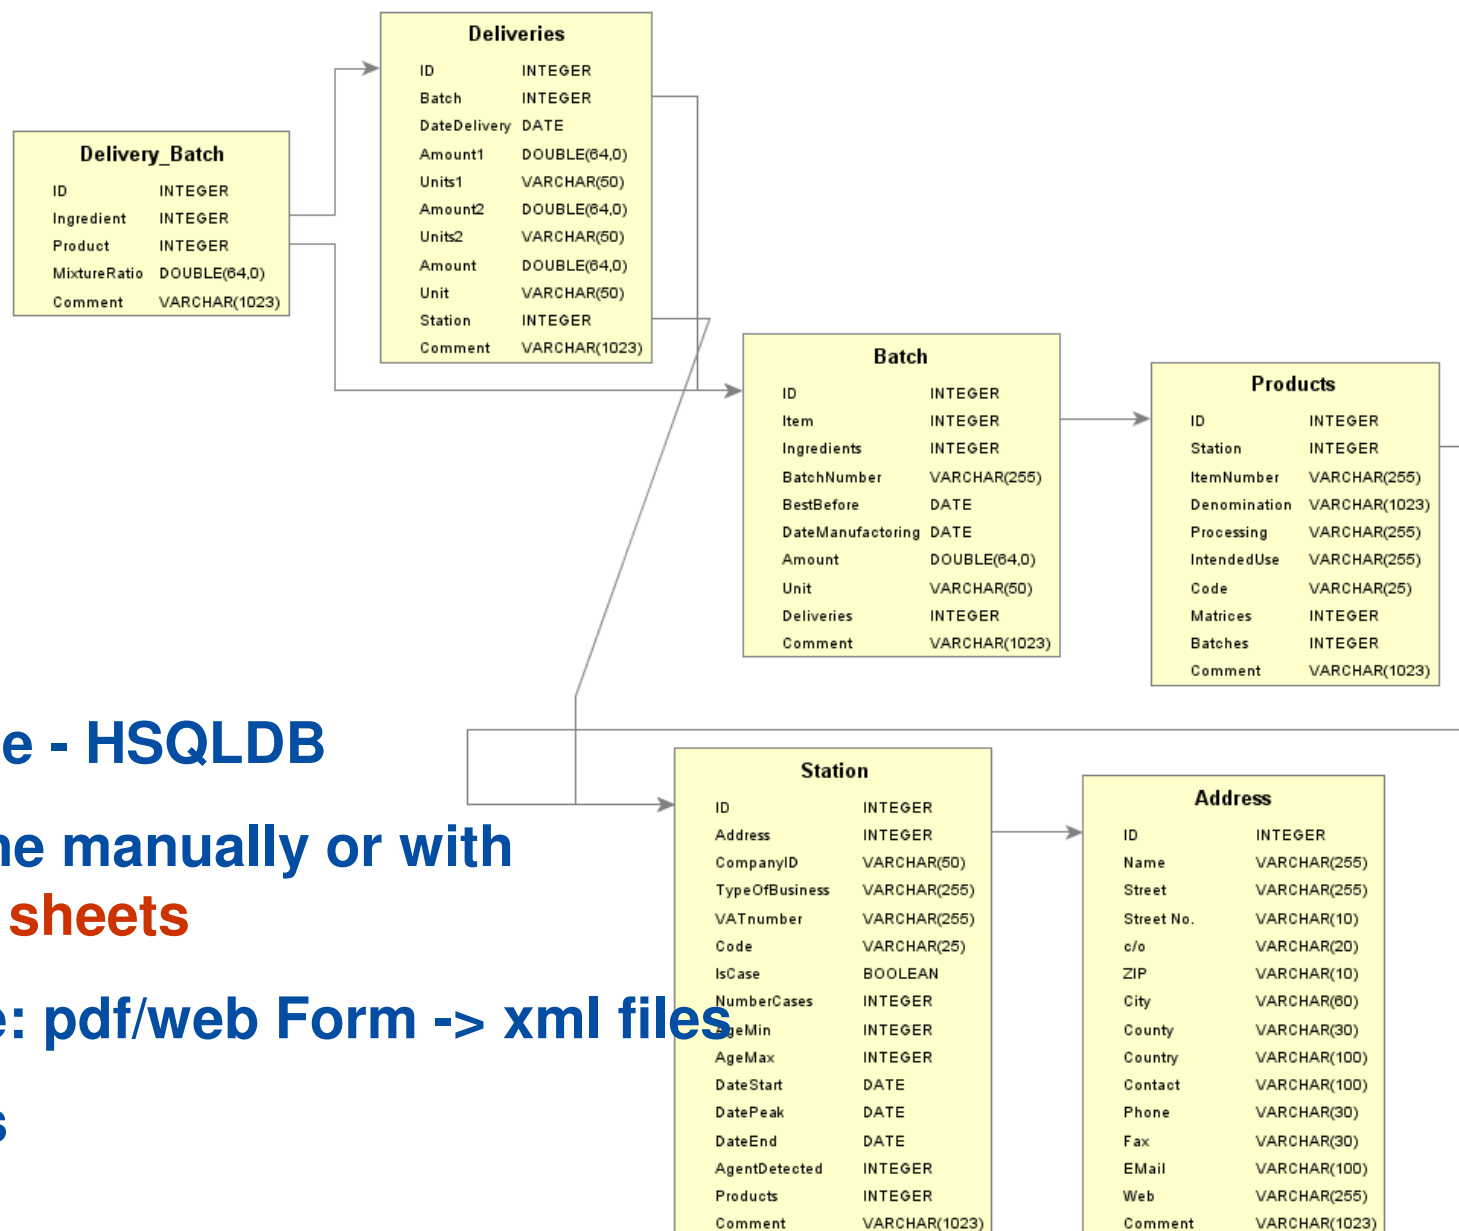 Deliveries
ID INTEGER
Batch INTEGER
DateDelivery DATE
Amount1 DOUBLE(64,0)
Units1 VARCHAR(50)
Amount2 DOUBLE(64,0)
Units2 VARCHAR(50)
Amount DOUBLE(64,0)
Unit VARCHAR(50)
Station INTEGER
Comment VARCHAR(1023)
Delivery_Batch
ID INTEGER
Ingredient INTEGER
Product INTEGER
MixtureRatio DOUBLE(64,0)
Comment VARCHAR(1023)
Batch
ID INTEGER
Item INTEGER
Ingredients INTEGER
BatchNumber VARCHAR(255)
BestBefore DATE
DateManufactoring DATE
Amount DOUBLE(64,0)
Unit VARCHAR(50)
Deliveries INTEGER
Comment VARCHAR(1023)
Products
ID INTEGER
Station INTEGER
ItemNumber VARCHAR(255)
Denomination VARCHAR(1023)
Processing VARCHAR(255)
IntendedUse VARCHAR(255)
Code VARCHAR(25)
Matrices INTEGER
Batches INTEGER
Comment VARCHAR(1023)
e - HSQLDB
ne manually or with
sheets
e: pdf/web Form -> xml files
s
Station
ID INTEGER
Address INTEGER
CompanyID VARCHAR(50)
TypeOfBusiness VARCHAR(255)
VATnumber VARCHAR(255)
Code VARCHAR(25)
IsCase BOOLEAN
NumberCases INTEGER
AgeMin INTEGER
AgeMax INTEGER
DateStart DATE
DatePeak DATE
DateEnd DATE
AgentDetected INTEGER
Products INTEGER
Comment VARCHAR(1023)
Address
ID INTEGER
Name VARCHAR(255)
Street VARCHAR(255)
Street No. VARCHAR(10)
c/o VARCHAR(20)
ZIP VARCHAR(10)
City VARCHAR(60)
County VARCHAR(30)
Country VARCHAR(100)
Contact VARCHAR(100)
Phone VARCHAR(30)
Fax VARCHAR(30)
EMail VARCHAR(100)
Web VARCHAR(255)
Comment VARCHAR(1023)